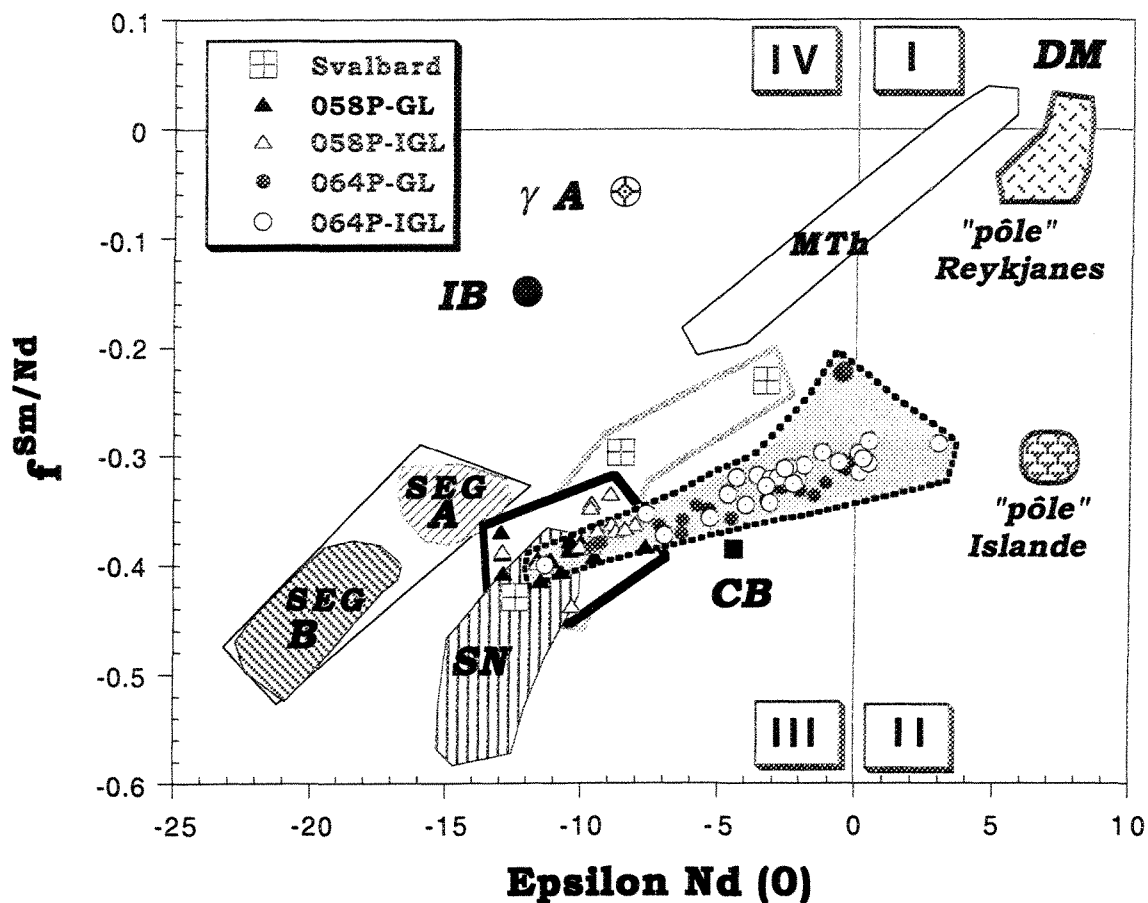 0.1
0
-0.1
-0.2
-0.3
-0.4
-0.5
-0.6
f Sm/Nd
Svalbard
058P-GL
058P-IGL
064P-GL
064P-IGL
IV
I
DM
γ A
MTh
"pôle"
Reykjanes
IB
SEG
A
SEG
B
"pôle"
Islande
CB
SN
III
II
-25
-20
-15
-10
-5
0
5
10
Epsilon Nd (0)